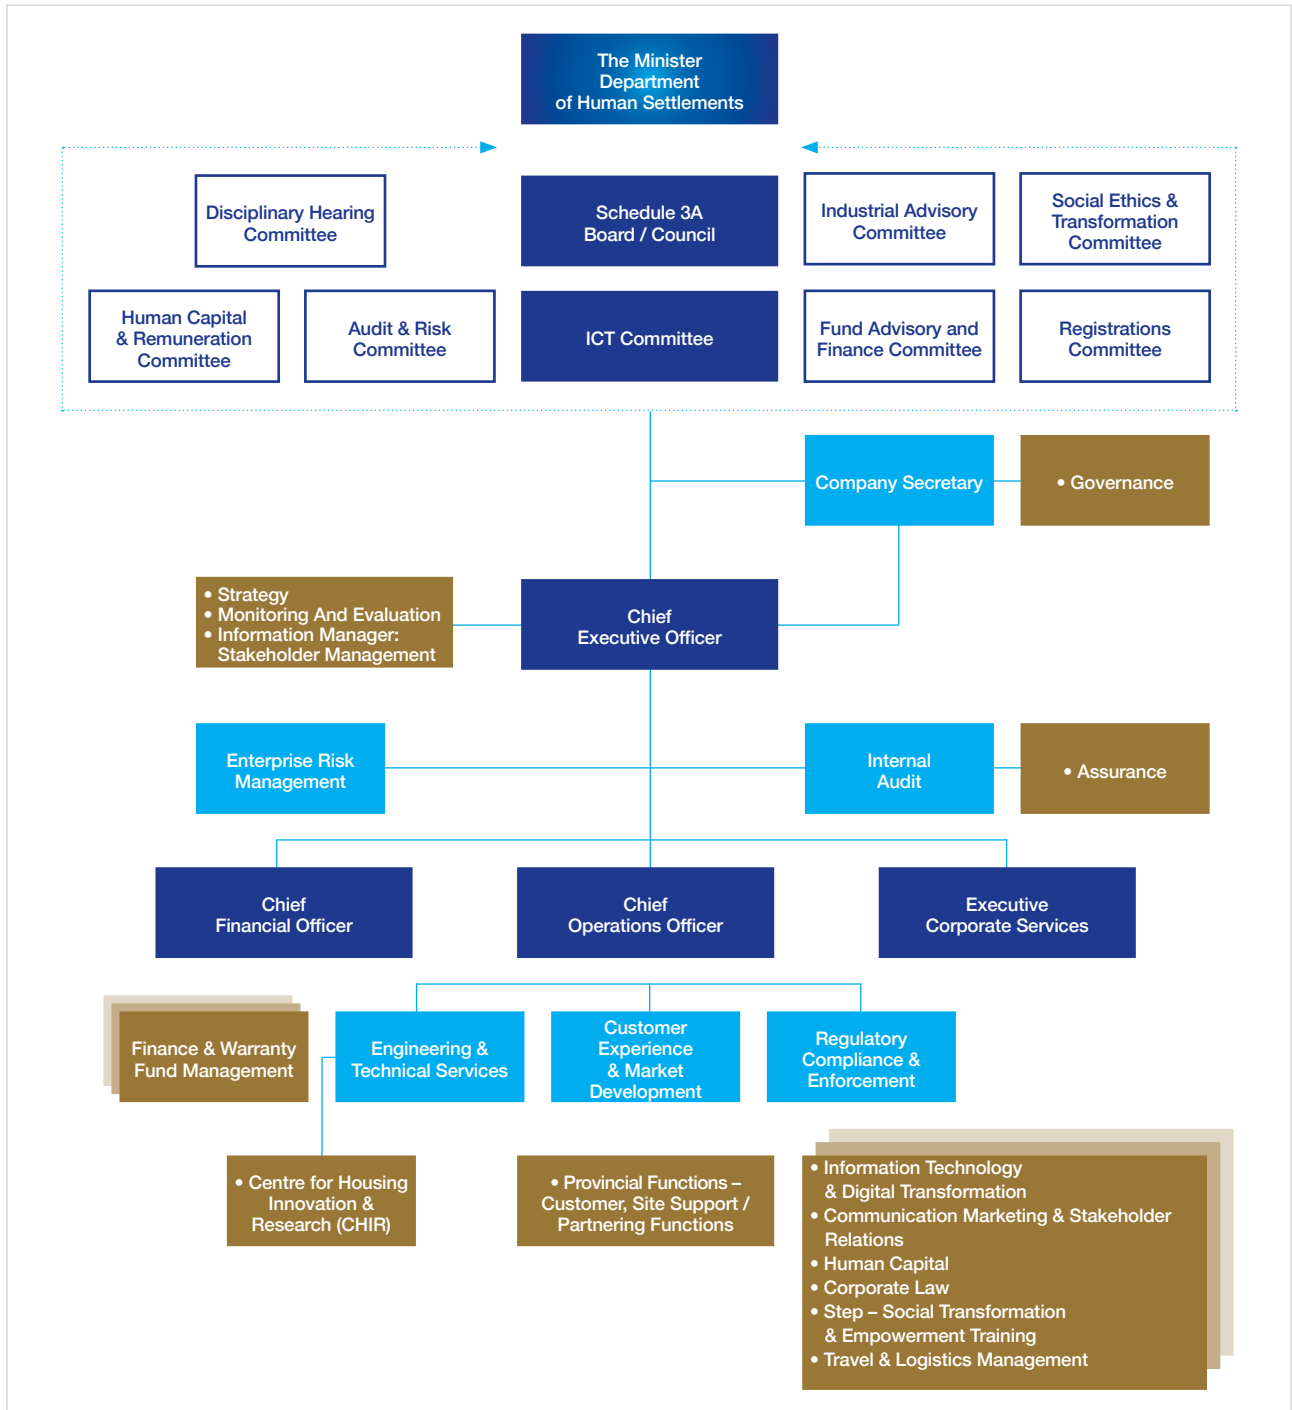 The Minister
Department
of Human Settlements
Disciplinary Hearing
Committee
Schedule 3A
Board / Council
Industrial Advisory
Committee
Social Ethics &
Transformation
Committee
Human Capital
& Remuneration
Committee
Audit & Risk
Committee
ICT Committee
Fund Advisory and
Finance Committee
Registrations
Committee
Company Secretary
• Governance
• Strategy
• Monitoring And Evaluation
• Information Manager:
Stakeholder Management
Chief
Executive Officer
Enterprise Risk
Management
Internal
Audit
• Assurance
Chief
Financial Officer
Chief
Operations Officer
Executive
Corporate Services
Finance & Warranty
Fund Management
Engineering &
Technical Services
Customer
Experience
& Market
Development
Regulatory
Compliance &
Enforcement
• Centre for Housing
Innovation &
Research (CHIR)
• Provincial Functions –
Customer, Site Support /
Partnering Functions
• Information Technology
& Digital Transformation
• Communication Marketing & Stakeholder
Relations
• Human Capital
• Corporate Law
• Step – Social Transformation
& Empowerment Training
• Travel & Logistics Management